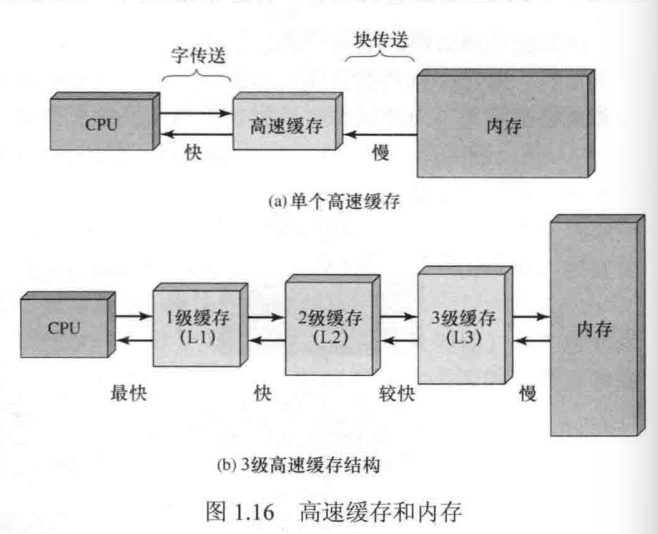 字传送
块传送
CPU
高速缓存
内存
快
慢
(a)单个高速缓存
CPU
1级缓存
(L1)
2级缓存
(L2)
3级缓存
(L3)
内存
最快
快
较快
慢
(b) 3级高速缓存结构
图 1.16 高速缓存和内存